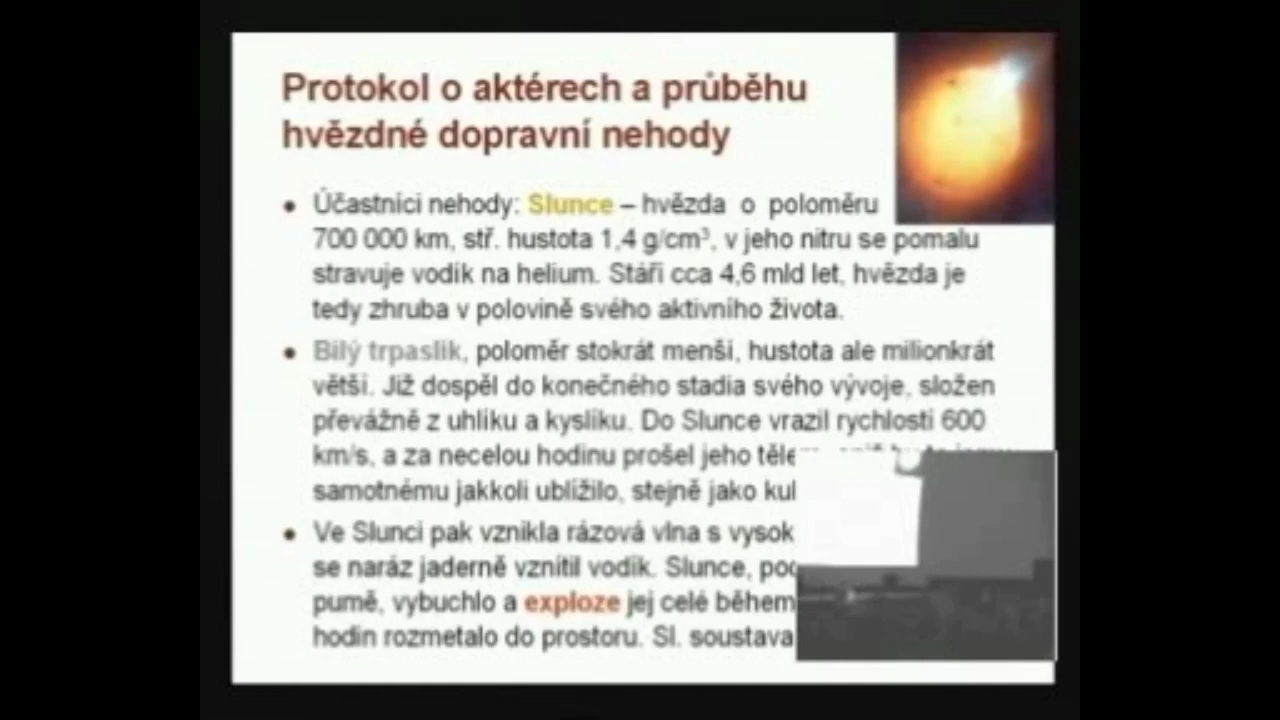 Protokol o aktérech a průběhu
hvězdné dopravní nehody
• Účastníci nehody: Slunce – hvězda o poloměru
700 000 km, stř. hustota 1,4 g/cm³, v jeho nitru se pomalu
stravuje vodík na helium. Stáří cca 4,6 mld let, hvězda je
tedy zhruba v polovině svého aktivního života.
• Bílý trpaslík, poloměr stokrát menší, hustota ale milionkrát
větší. Již dospěl do konečného stadia svého vývoje, složen
převážně z uhlíku a kyslíku. Do Slunce vrazil rychlostí 600
km/s, a za necelou hodinu prošel jeho
samotnému jakkoli ublížilo, stejně jako
• Ve Slunci pak vznikla rázová vlna s
se naráz jaderně vznítil vodík. Slunce,
pumě, vybuchlo a exploze jej celé během
hodin rozmetalo do prostoru. Sl. soustava